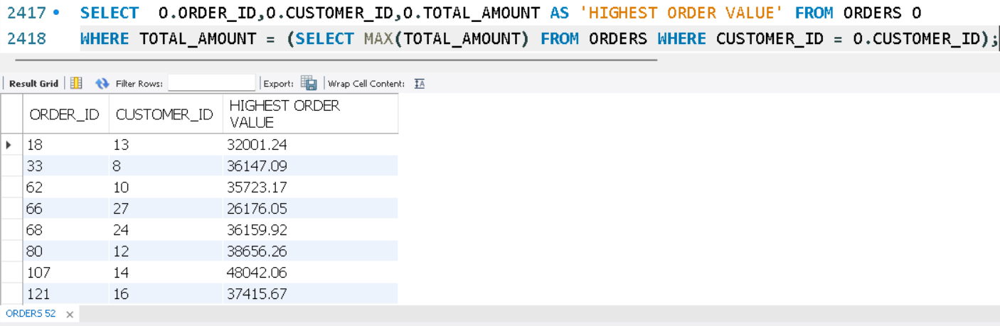 2417 SELECT O.ORDER_ID,O.CUSTOMER_ID,O.TOTAL_AMOUNT AS 'HIGHEST ORDER VALUE' FROM ORDERS O
2418 WHERE TOTAL_AMOUNT = (SELECT MAX(TOTAL_AMOUNT) FROM ORDERS WHERE CUSTOMER_ID = O.CUSTOMER_ID);
Result Grid Filter Rows: Export: Wrap Cell Content: IA
ORDER_ID CUSTOMER_ID HIGHEST ORDER VALUE
18 13 32001.24
33 8 36147.09
62 10 35723.17
66 27 26176.05
68 24 36159.92
80 12 38656.26
107 14 48042.06
121 16 37415.67
ORDERS 52 ×